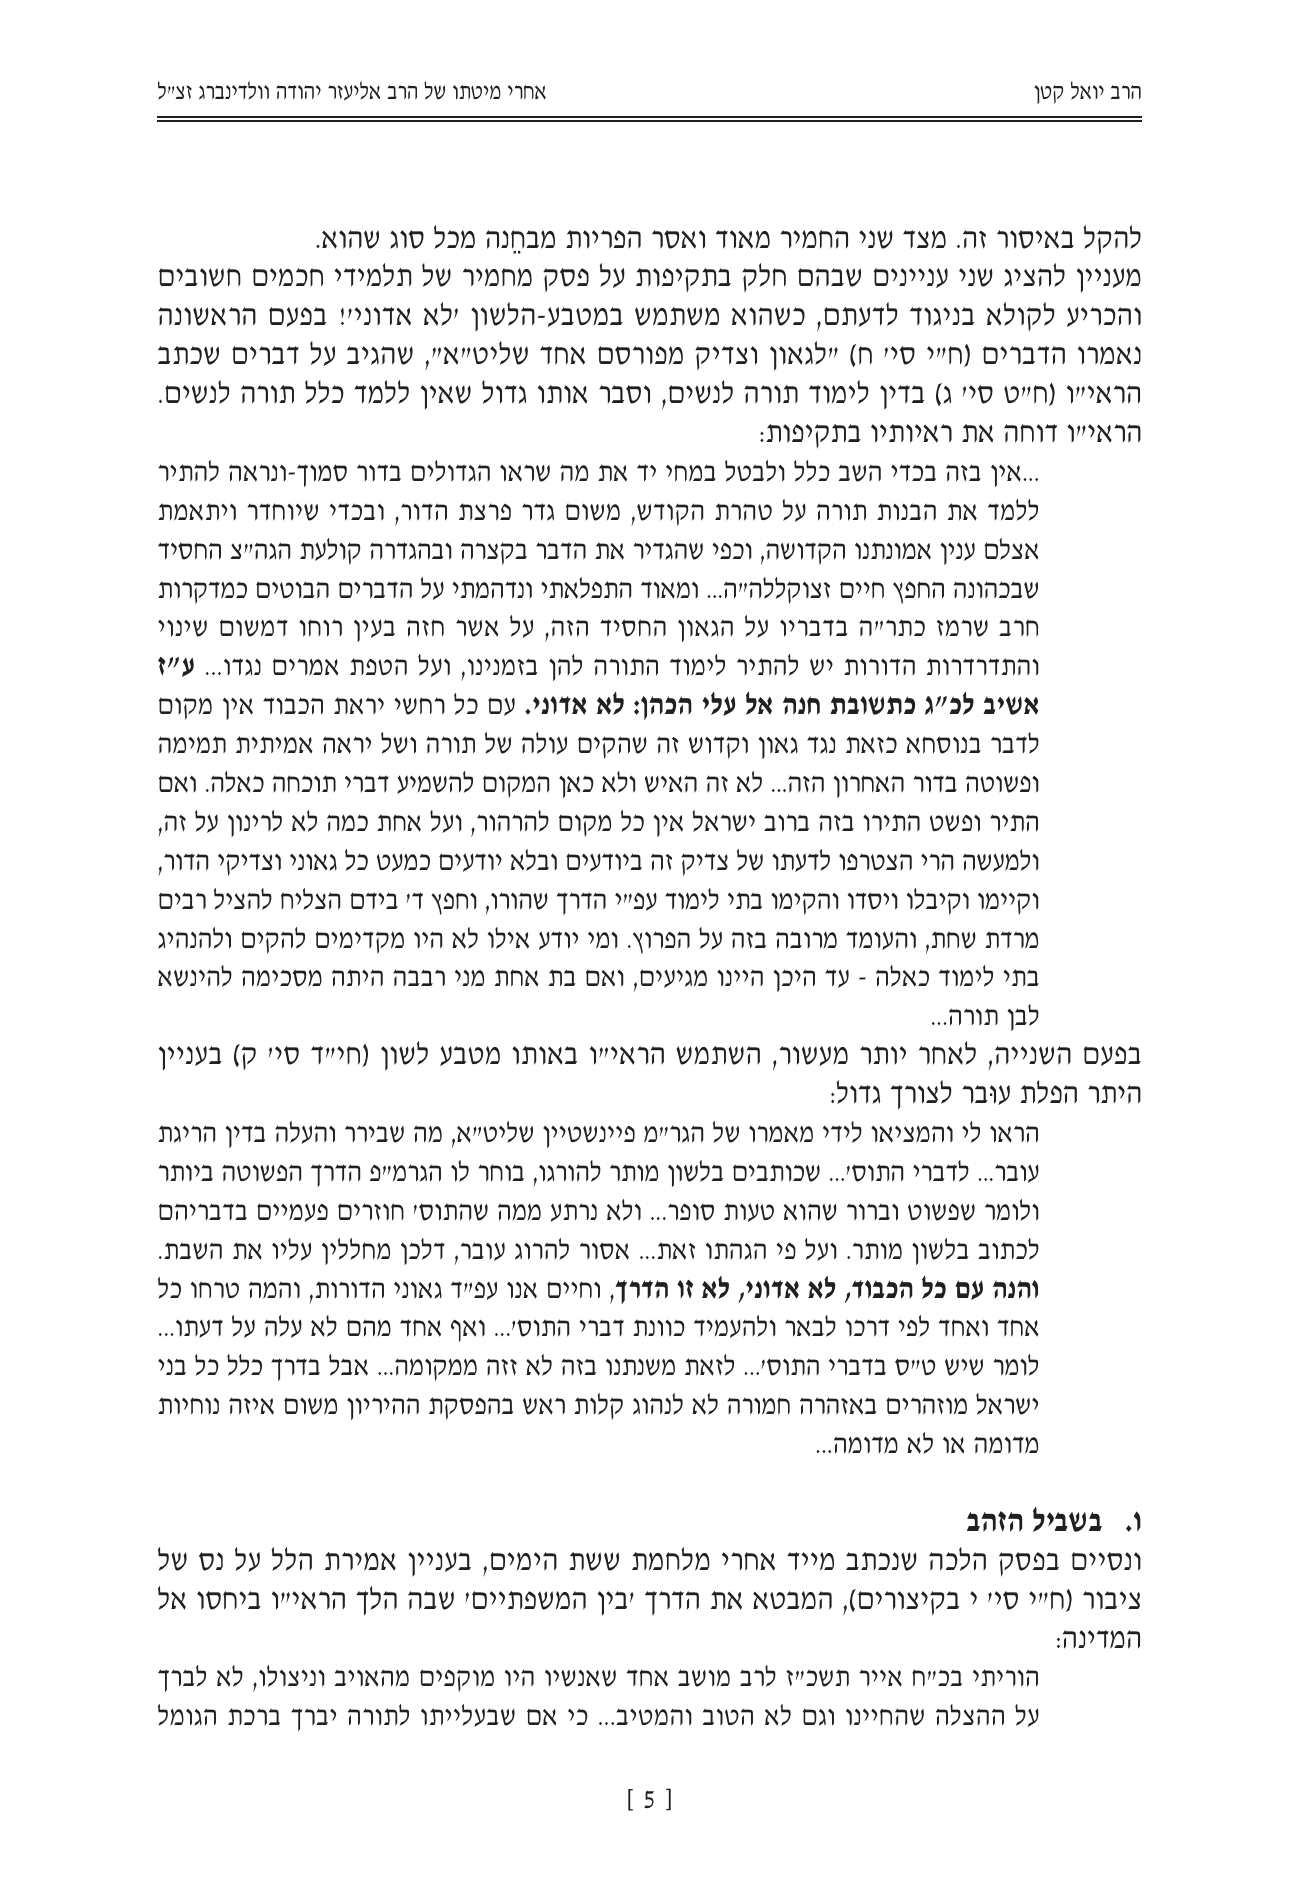 הרב יואל קטן
אחרי מיטתו של הרב אליעזר יהודה וולדינברג זצ״ל
להקל באיסור זה. מצד שני החמיר מאוד ואסר הפריות מבחֵנה מכל סוג שהוא.
מעניין להציג שני עניינים שבהם חלק בתקיפות על פסק מחמיר של תלמידי חכמים חשובים
והכריע לקולא בניגוד לדעתם, כשהוא משתמש במטבע-הלשון ׳לא אדוני׳! בפעם הראשונה
נאמרו הדברים (ח״י סי׳ ח) ״לגאון וצדיק מפורסם אחד שליט״א״, שהגיב על דברים שכתב
הראי״ו (ח״ט סי׳ ג) בדין לימוד תורה לנשים, וסבר אותו גדול שאין ללמד כלל תורה לנשים.
הראי״ו דוחה את ראיותיו בתקיפות:
...אין בזה בכדי השב כלל ולבטל במחי יד את מה שראו הגדולים בדור סמוך-ונראה להתיר
ללמד את הבנות תורה על טהרת הקודש, משום גדר פרצת הדור, ובכדי שיוחדר ויתאמת
אצלם ענין אמונתנו הקדושה, וכפי שהגדיר את הדבר בקצרה ובהגדרה קולעת הגה״צ החסיד
שבכהונה החפץ חיים זצוקללה״ה... ומאוד התפלאתי ונדהמתי על הדברים הבוטים כמדקרות
חרב שרמז כתר״ה בדבריו על הגאון החסיד הזה, על אשר חזה בעין רוחו דמשום שינוי
והתדרדרות הדורות יש להתיר לימוד התורה להן בזמנינו, ועל הטפת אמרים נגדו... ע״ז
אשיב לכ״ג כתשובת חנה אל עלי הכהן: לא אדוני. עם כל רחשי יראת הכבוד אין מקום
לדבר בנוסחא כזאת נגד גאון וקדוש זה שהקים עולה של תורה ושל יראה אמיתית תמימה
ופשוטה בדור האחרון הזה... לא זה האיש ולא כאן המקום להשמיע דברי תוכחה כאלה. ואם
התיר ופשט התירו בזה ברוב ישראל אין כל מקום להרהור, ועל אחת כמה לא לרינון על זה,
ולמעשה הרי הצטרפו לדעתו של צדיק זה ביודעים ובלא יודעים כמעט כל גאוני וצדיקי הדור,
וקיימו וקיבלו ויסדו והקימו בתי לימוד עפ״י הדרך שהורו, וחפץ ד׳ בידם הצליח להציל רבים
מרדת שחת, והעומד מרובה בזה על הפרוץ. ומי יודע אילו לא היו מקדימים להקים ולהנהיג
בתי לימוד כאלה - עד היכן היינו מגיעים, ואם בת אחת מני רבבה היתה מסכימה להינשא
לבן תורה...
בפעם השנייה, לאחר יותר מעשור, השתמש הראי״ו באותו מטבע לשון (חי״ד סי׳ ק) בעניין
היתר הפלת עוּבר לצורך גדול:
הראו לי והמציאו לידי מאמרו של הגר״מ פיינשטיין שליט״א, מה שבירר והעלה בדין הריגת
עובר... לדברי התוס׳... שכותבים בלשון מותר להורגו, בוחר לו הגרמ״פ הדרך הפשוטה ביותר
ולומר שפשוט וברור שהוא טעות סופר... ולא נרתע ממה שהתוס׳ חוזרים פעמיים בדבריהם
לכתוב בלשון מותר. ועל פי הגהתו זאת... אסור להרוג עובר, דלכן מחללין עליו את השבת.
והנה עם כל הכבוד, לא אדוני, לא זו הדרך, וחיים אנו עפ״ד גאוני הדורות, והמה טרחו כל
אחד ואחד לפי דרכו לבאר ולהעמיד כוונת דברי התוס׳... ואף אחד מהם לא עלה על דעתו...
לומר שיש ט״ס בדברי התוס׳... לזאת משנתנו בזה לא זזה ממקומה... אבל בדרך כלל כל בני
ישראל מוזהרים באזהרה חמורה לא לנהוג קלות ראש בהפסקת ההיריון משום איזה נוחיות
מדומה או לא מדומה...
ו. בשביל הזהב
ונסיים בפסק הלכה שנכתב מייד אחרי מלחמת ששת הימים, בעניין אמירת הלל על נס של
ציבור (ח״י סי׳ י בקיצורים), המבטא את הדרך ׳בין המשפתיים׳ שבה הלך הראי״ו ביחסו אל
המדינה:
הוריתי בכ״ח אייר תשכ״ז לרב מושב אחד שאנשיו היו מוקפים מהאויב וניצולו, לא לברך
על ההצלה שהחיינו וגם לא הטוב והמטיב... כי אם שבעלייתו לתורה יברך ברכת הגומל
[ 5 ]